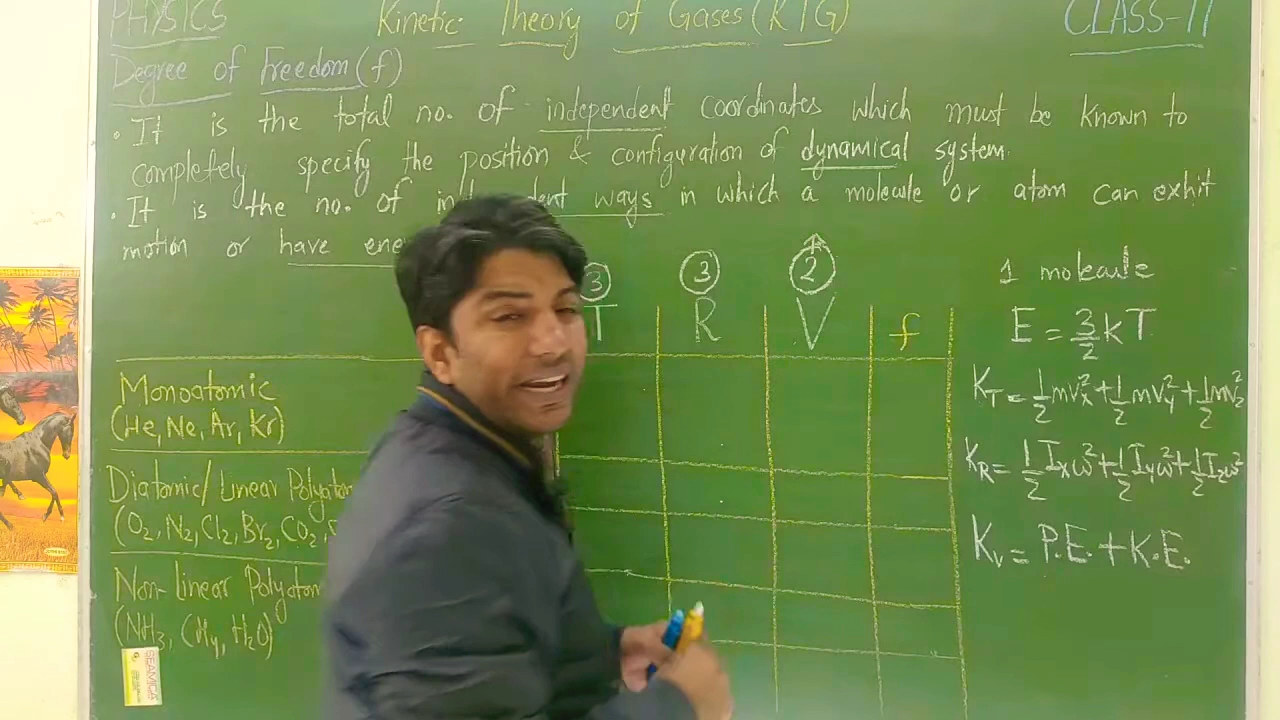 PHYSICS Kinetic Theory of Gases (KTG) CLASS-11
Degree of Freedom (f)
• It is the total no. of independent coordinates which must be known to
completely specify the position & configuration of dynamical system.
• It is the no. of ways in which a molecule or atom can exhit
motion or have
3 3 2
T R V f
1 molecule
E = 3/2 kT
Monoatomic
(He, Ne, Ar, Kr)
K_T = 1/2 mv_x^2 + 1/2 mv_y^2 + 1/2 mv_z^2
Diatomic/ Linear
(O2, N2, Cl2, Br2, CO2,
K_R = 1/2 I_x ω^2 + 1/2 I_y ω^2 + 1/2 I_z ω^2
K_v = P.E. + K.E.
Non-linear
(NH3, CH4, H2O)
SEAMICA